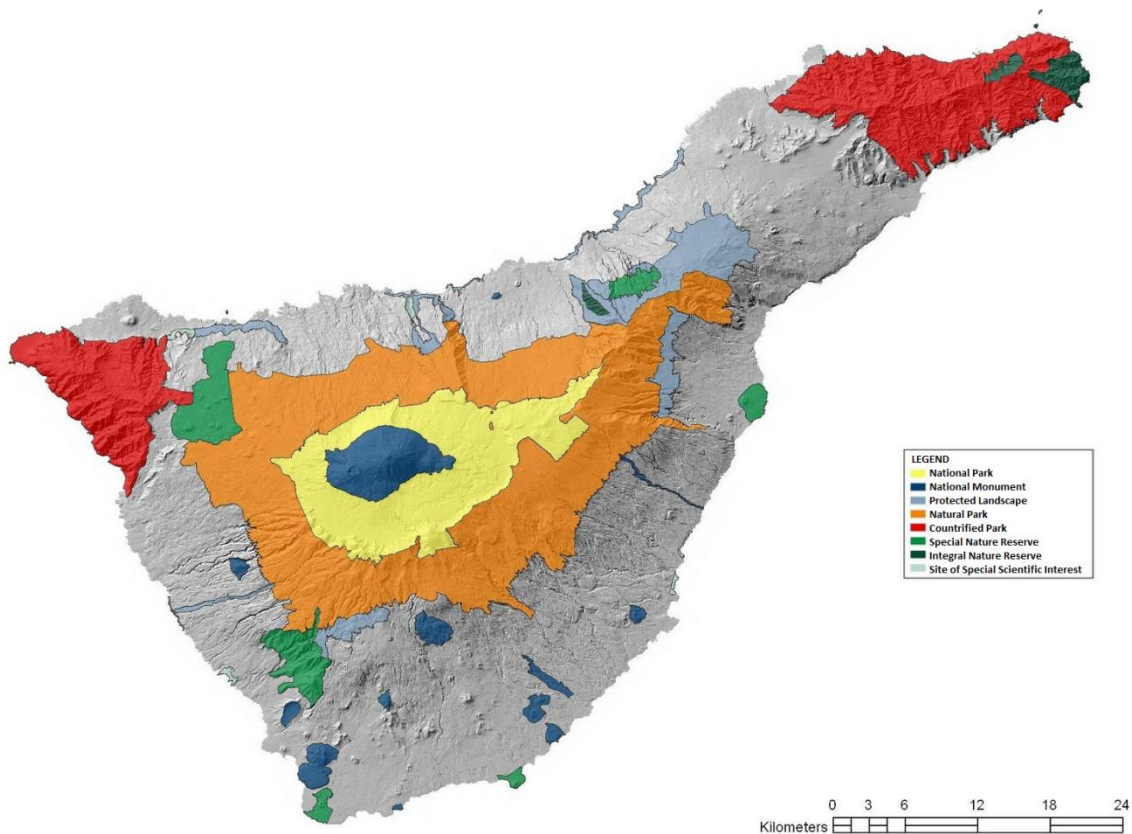 LEGEND
National Park
National Monument
Protected Landscape
Natural Park
Countrified Park
Special Nature Reserve
Integral Nature Reserve
Site of Special Scientific Interest
0 3 6 12 18 24
Kilometers